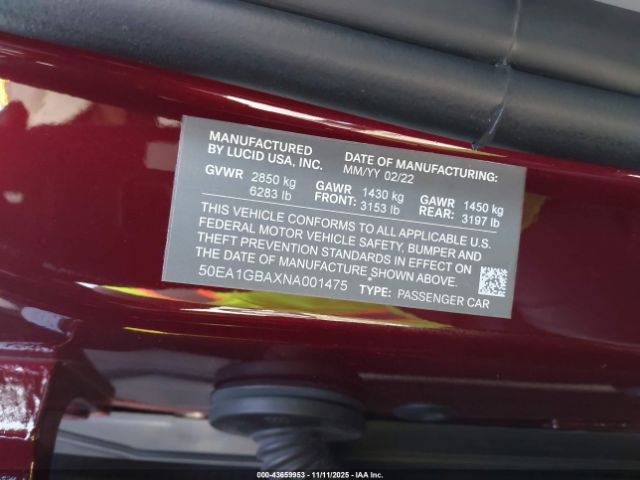 MANUFACTURED BY LUCID USA, INC.
DATE OF MANUFACTURING: MM/YY 02/22
GVWR 2850 kg 6283 lb
GAWR FRONT: 1430 kg 3153 lb
GAWR REAR: 1450 kg 3197 lb
THIS VEHICLE CONFORMS TO ALL APPLICABLE U.S.
FEDERAL MOTOR VEHICLE SAFETY, BUMPER AND
THEFT PREVENTION STANDARDS IN EFFECT ON
THE DATE OF MANUFACTURE SHOWN ABOVE.
50EA1GBAXNA001475 TYPE: PASSENGER CAR
000-43659953 - 11/11/2025 - IAA Inc.